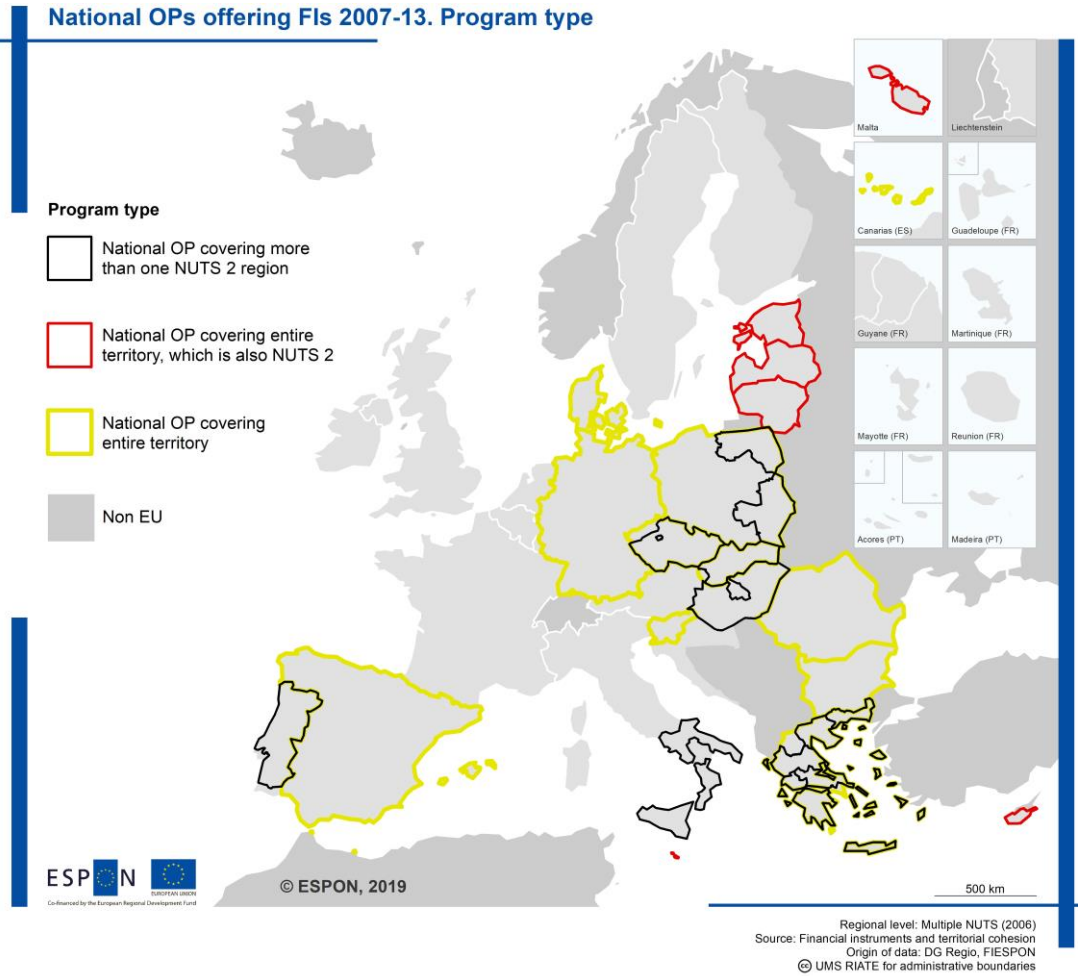 National OPs offering FIs 2007-13. Program type
Malta
Liechtenstein
Canarias (ES)
Guadeloupe (FR)
Guyane (FR)
Martinique (FR)
Mayotte (FR)
Reunion (FR)
Acores (PT)
Madeira (PT)
Program type
National OP covering more
than one NUTS 2 region
National OP covering entire
territory, which is also NUTS 2
National OP covering
entire territory
Non EU
ESPON
EUROPEAN UNION
Co-financed by the European Regional Development Fund
© ESPON, 2019
500 km
Regional level: Multiple NUTS (2006)
Source: Financial instruments and territorial cohesion
Origin of data: DG Regio, FIESPON
(cc) UMS RIATE for administrative boundaries